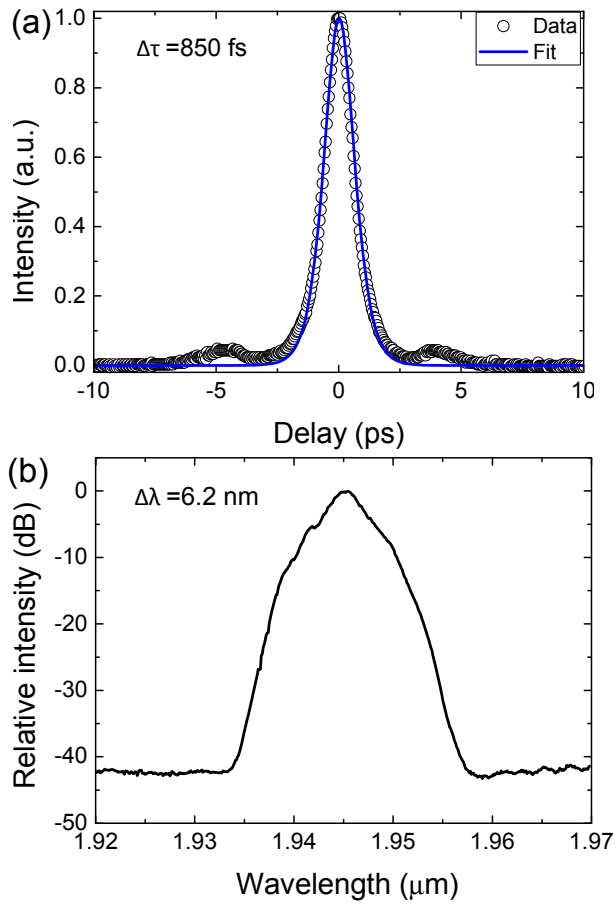 (a)
Δτ =850 fs
Data
Fit
1.0
0.8
0.6
0.4
0.2
0.0
Intensity (a.u.)
-10 -5 0 5 10
Delay (ps)
(b)
Δλ =6.2 nm
0
-10
-20
-30
-40
-50
Relative intensity (dB)
1.92 1.93 1.94 1.95 1.96 1.97
Wavelength (μm)